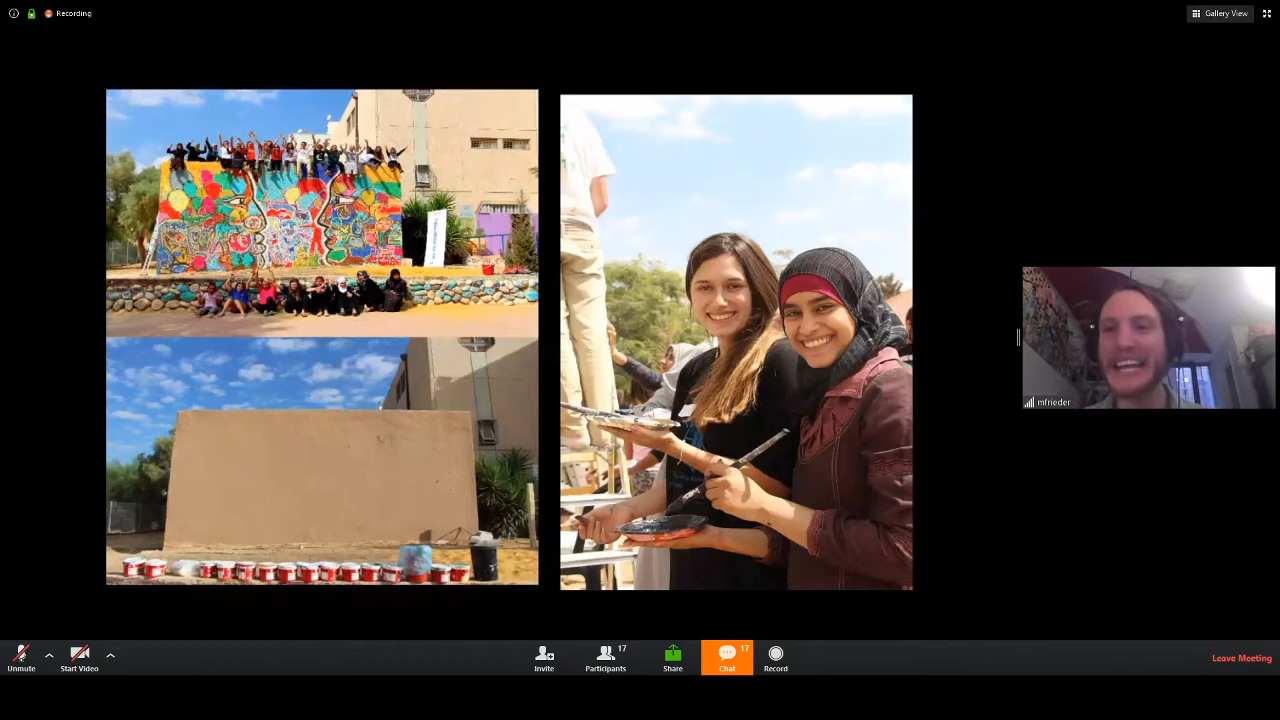 Recording
Gallery View
mfrieder
Unmute
Start Video
Invite
Participants
17
Share
Chat
17
Record
Leave Meeting